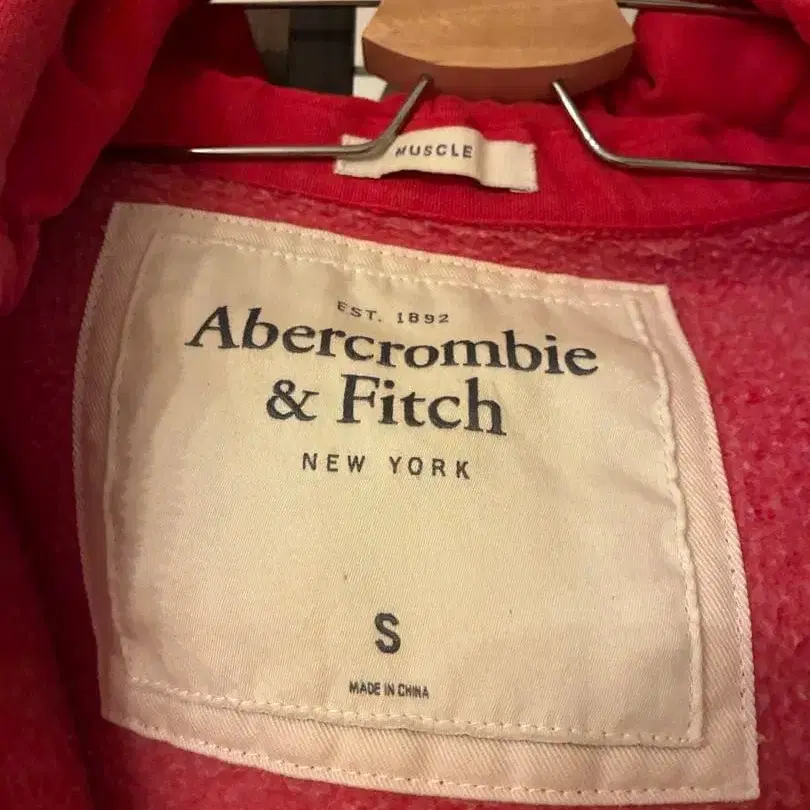 MUSCLE
EST. 1892
Abercrombie
& Fitch
NEW YORK
S
MADE IN CHINA